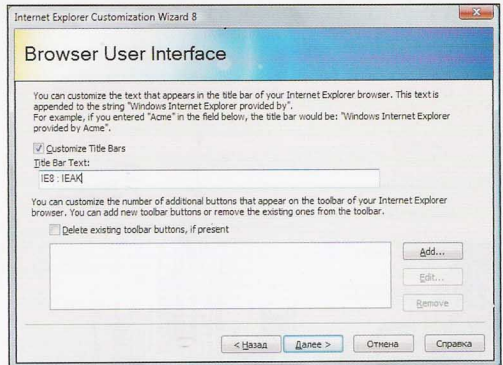 Internet Explorer Customization Wizard 8
Browser User Interface
You can customize the text that appears in the title bar of your Internet Explorer browser. This text is
appended to the string "Windows Internet Explorer provided by".
For example, if you entered "Acme" in the field below, the title bar would be: "Windows Internet Explorer
provided by Acme".
Customize Title Bars
Title Bar Text:
IE8 : IEAK
You can customize the number of additional buttons that appear on the toolbar of your Internet Explorer
browser. You can add new toolbar buttons or remove the existing ones from the toolbar.
Delete existing toolbar buttons, if present
Add...
Edit...
Remove
< Назад
Далее >
Отмена
Справка